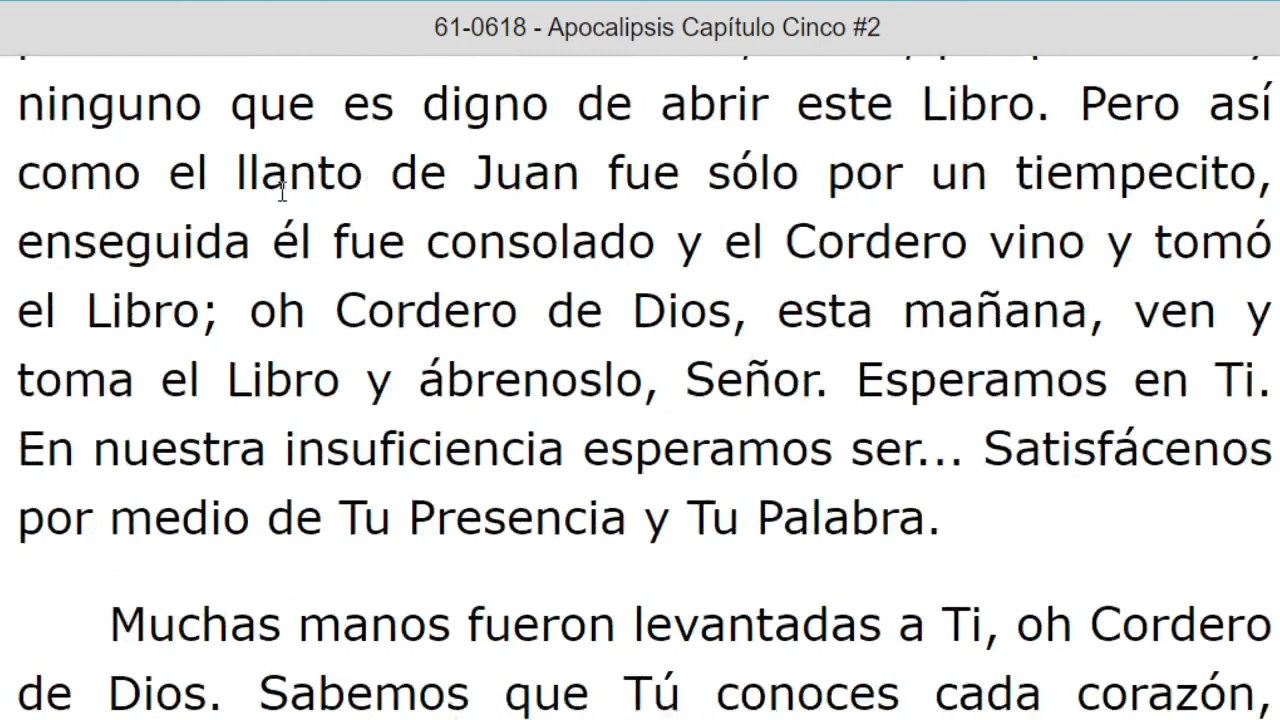 61-0618 - Apocalipsis Capítulo Cinco #2
ninguno que es digno de abrir este Libro. Pero así
como el llanto de Juan fue sólo por un tiempecito,
enseguida él fue consolado y el Cordero vino y tomó
el Libro; oh Cordero de Dios, esta mañana, ven y
toma el Libro y ábrenoslo, Señor. Esperamos en Ti.
En nuestra insuficiencia esperamos ser... Satisfácenos
por medio de Tu Presencia y Tu Palabra.
Muchas manos fueron levantadas a Ti, oh Cordero
de Dios. Sabemos que Tú conoces cada corazón,